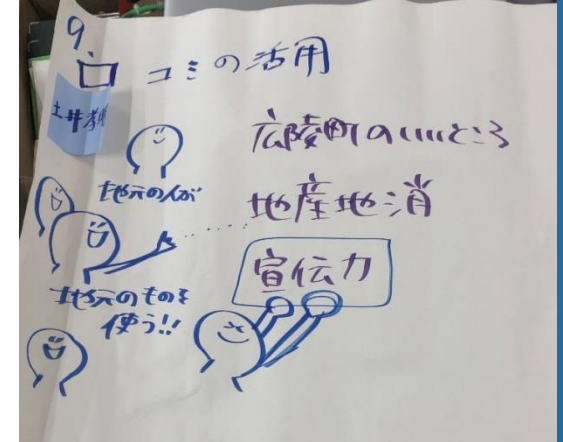 9.
口コミの活用
土井孝
広陵町のいいところ
地元の人が
地産地消
宣伝力
地元のものを
使う!!